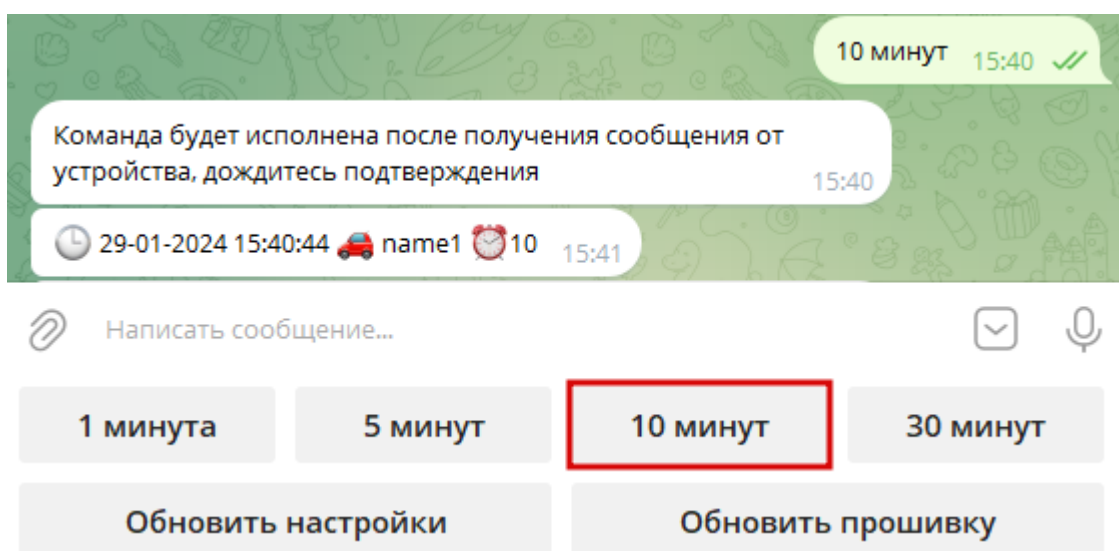 10 минут 15:40
Команда будет исполнена после получения сообщения от
устройства, дождитесь подтверждения
15:40
29-01-2024 15:40:44 name1 10 15:41
Написать сообщение...
1 минута 5 минут 10 минут 30 минут
Обновить настройки Обновить прошивку